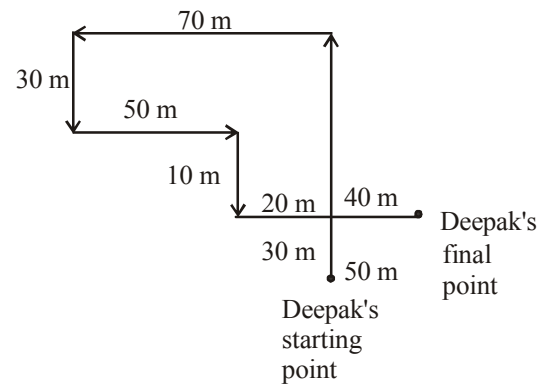 70 m
30 m
50 m
10 m
20 m
40 m
30 m
50 m
Deepak's
final
point
Deepak's
starting
point